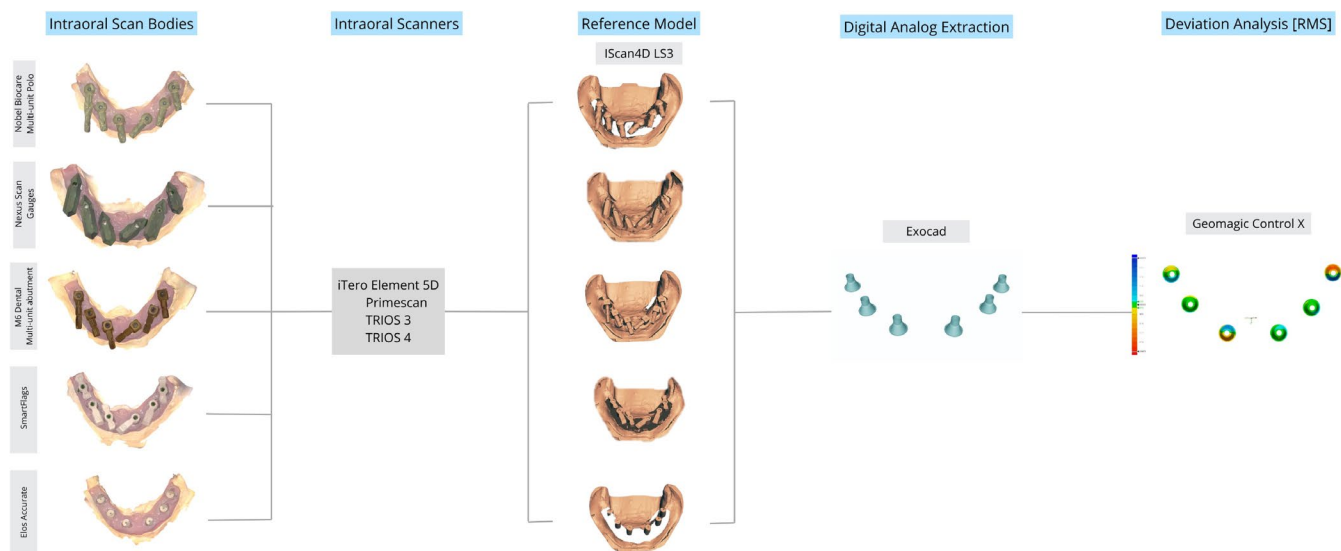 Intraoral Scan Bodies
Intraoral Scanners
Reference Model
Digital Analog Extraction
Deviation Analysis [RMS]
IScan4D LS3
Nobel Biocare
Multi-unit Polo
Nexus Scan
Gauges
M6 Dental
Multi-unit abutment
SmartFlags
Elos Accurate
iTero Element 5D
Primescan
TRIOS 3
TRIOS 4
Exocad
Geomagic Control X